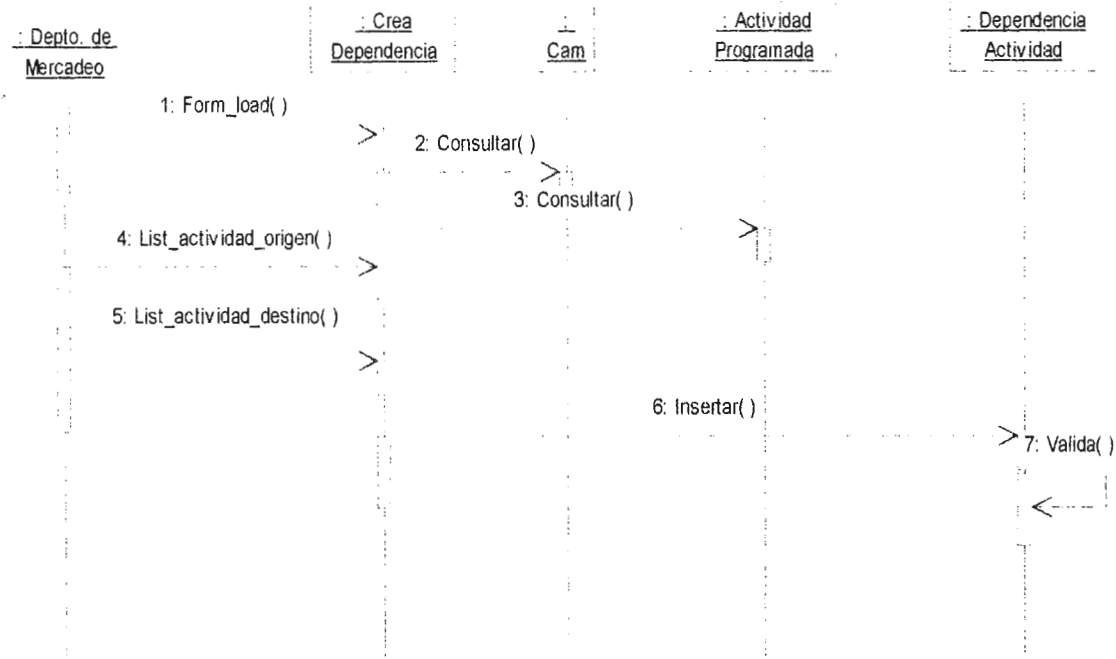 : Depto. de
Mercadeo
: Crea
Dependencia
:
Cam
: Actividad
Programada
: Dependencia
Actividad
1: Form_load( )
2: Consultar( )
3: Consultar( )
4: List_actividad_origen( )
5: List_actividad_destino( )
6: Insertar( )
7: Valida( )